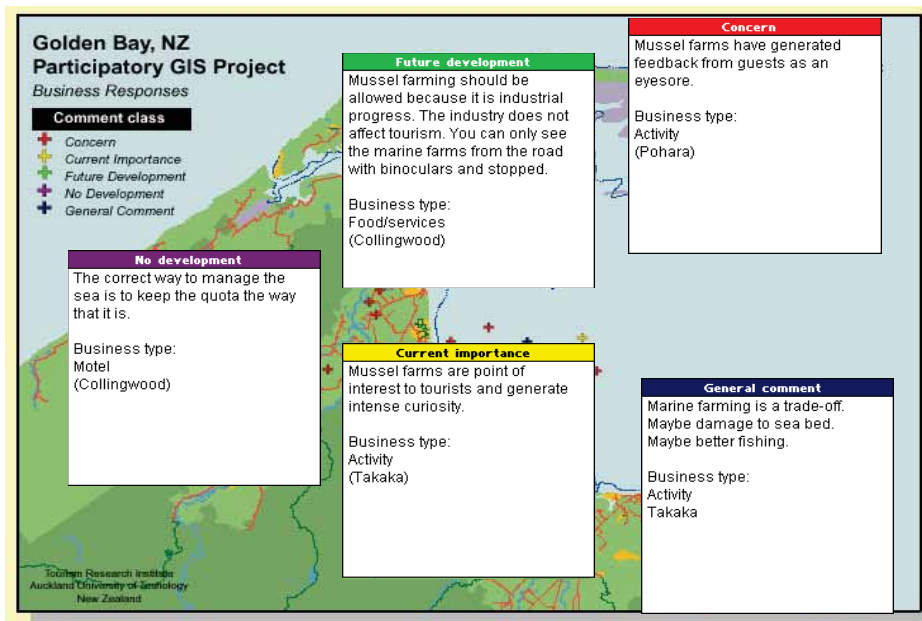 Golden Bay, NZ
Participatory GIS Project
Business Responses
Comment class
Concern
Current Importance
Future Development
No Development
General Comment
Future development
Mussel farming should be
allowed because it is industrial
progress. The industry does not
affect tourism. You can only see
the marine farms from the road
with binoculars and stopped.
Business type:
Food/services
(Collingwood)
Concern
Mussel farms have generated
feedback from guests as an
eyesore.
Business type:
Activity
(Pohara)
No development
The correct way to manage the
sea is to keep the quota the way
that it is.
Business type:
Motel
(Collingwood)
Current importance
Mussel farms are point of
interest to tourists and generate
intense curiosity.
Business type:
Activity
(Takaka)
General comment
Marine farming is a trade-off.
Maybe damage to sea bed.
Maybe better fishing.
Business type:
Activity
Takaka
Tourism Research Institute
Auckland University of Technology
New Zealand